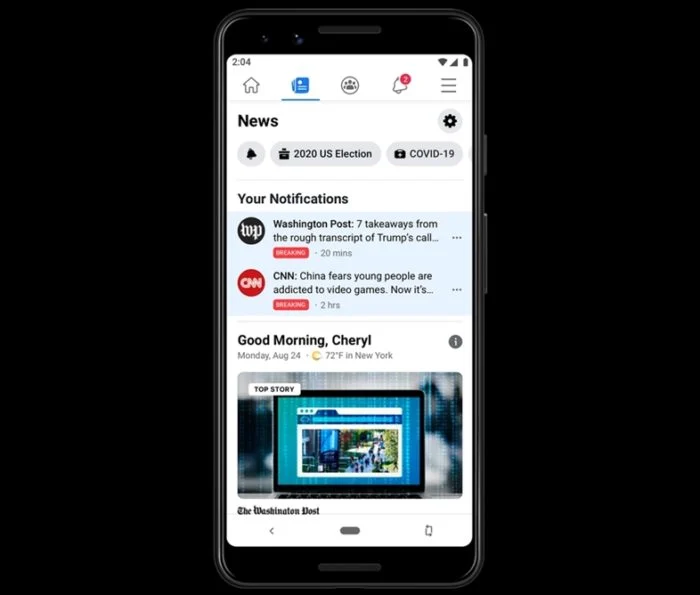 2:04
2
News
2020 US Election
COVID-19
Your Notifications
wp
Washington Post: 7 takeaways from
the rough transcript of Trump's call...
BREAKING · 20 mins
CNN
CNN: China fears young people are
addicted to video games. Now it's...
BREAKING · 2 hrs
Good Morning, Cheryl
Monday, Aug 24 · 72°F in New York
TOP STORY
The Washington Post